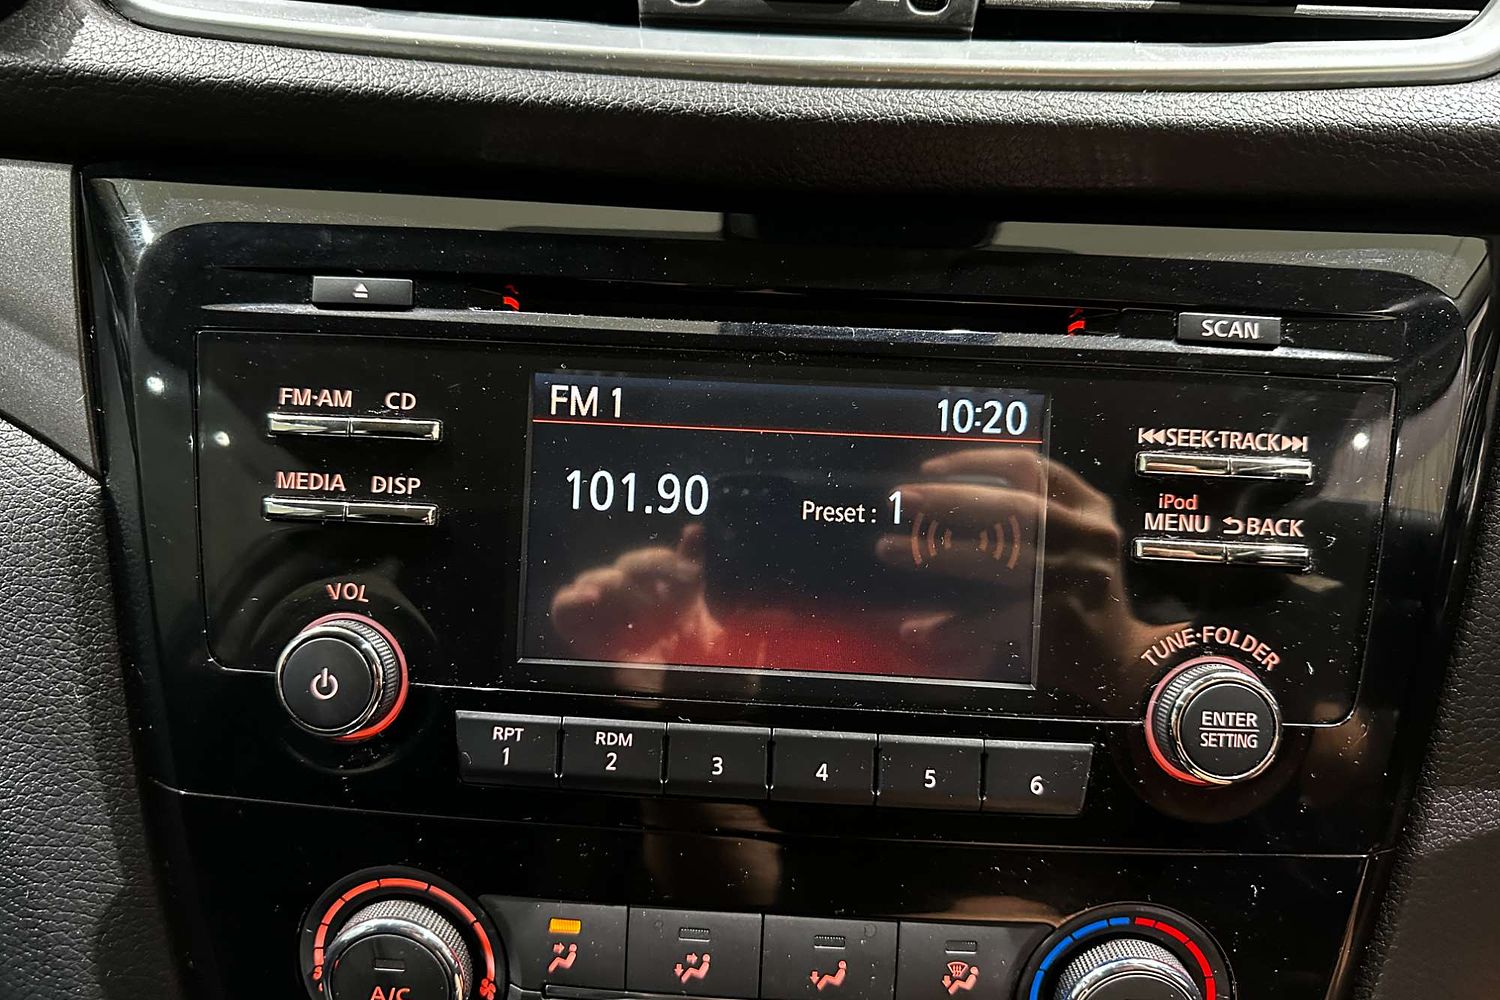 SCAN
FM·AM CD
FM 1 10:20
SEEK·TRACK
MEDIA DISP
101.90 Preset : 1
iPod
MENU BACK
VOL
TUNE·FOLDER
ENTER
SETTING
RPT RDM
1 2 3 4 5 6
A/C